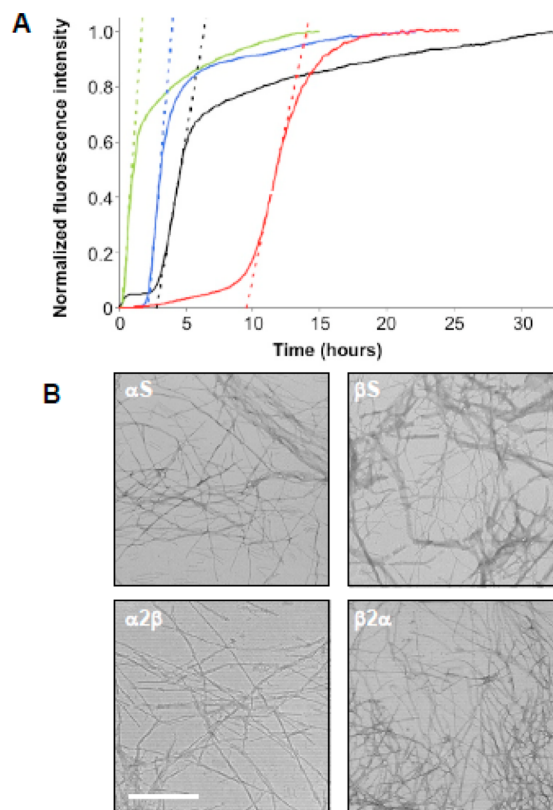 A
Normalized fluorescence intensity
1.0
0.8
0.6
0.4
0.2
0
0 5 10 15 20 25 30
Time (hours)
B
αS
βS
α2β
β2α